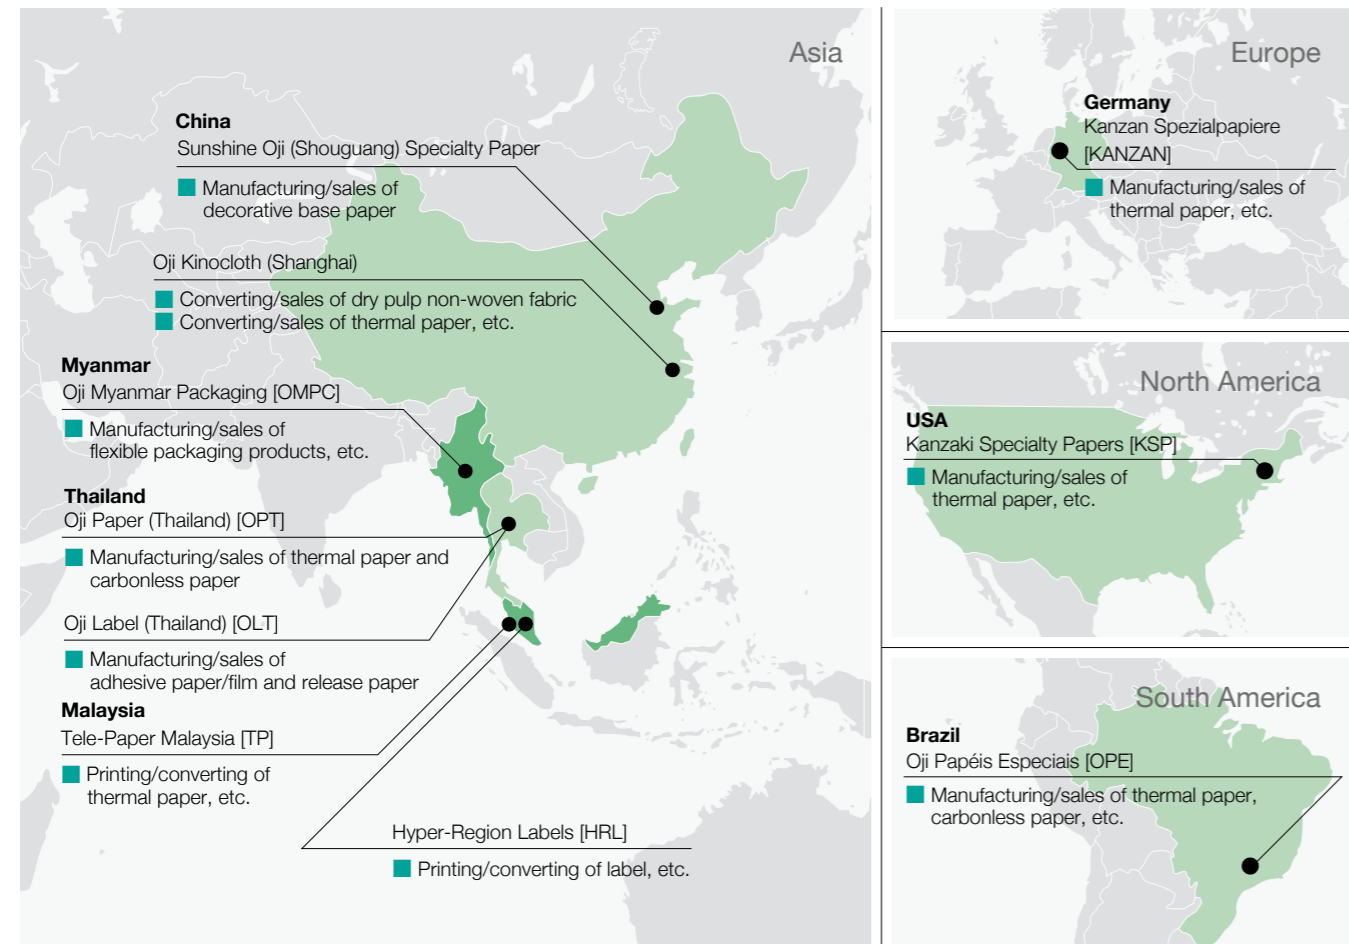 Asia
China
Sunshine Oji (Shouguang) Specialty Paper
Manufacturing/sales of
decorative base paper
Oji Kinocloth (Shanghai)
Converting/sales of dry pulp non-woven fabric
Converting/sales of thermal paper, etc.
Myanmar
Oji Myanmar Packaging [OMPC]
Manufacturing/sales of
flexible packaging products, etc.
Thailand
Oji Paper (Thailand) [OPT]
Manufacturing/sales of thermal paper and
carbonless paper
Oji Label (Thailand) [OLT]
Manufacturing/sales of
adhesive paper/film and release paper
Malaysia
Tele-Paper Malaysia [TP]
Printing/converting of
thermal paper, etc.
Hyper-Region Labels [HRL]
Printing/converting of label, etc.
Europe
Germany
Kanzan Spezialpapiere
[KANZAN]
Manufacturing/sales of
thermal paper, etc.
North America
USA
Kanzaki Specialty Papers [KSP]
Manufacturing/sales of
thermal paper, etc.
South America
Brazil
Oji Papéis Especiais [OPE]
Manufacturing/sales of thermal paper,
carbonless paper, etc.